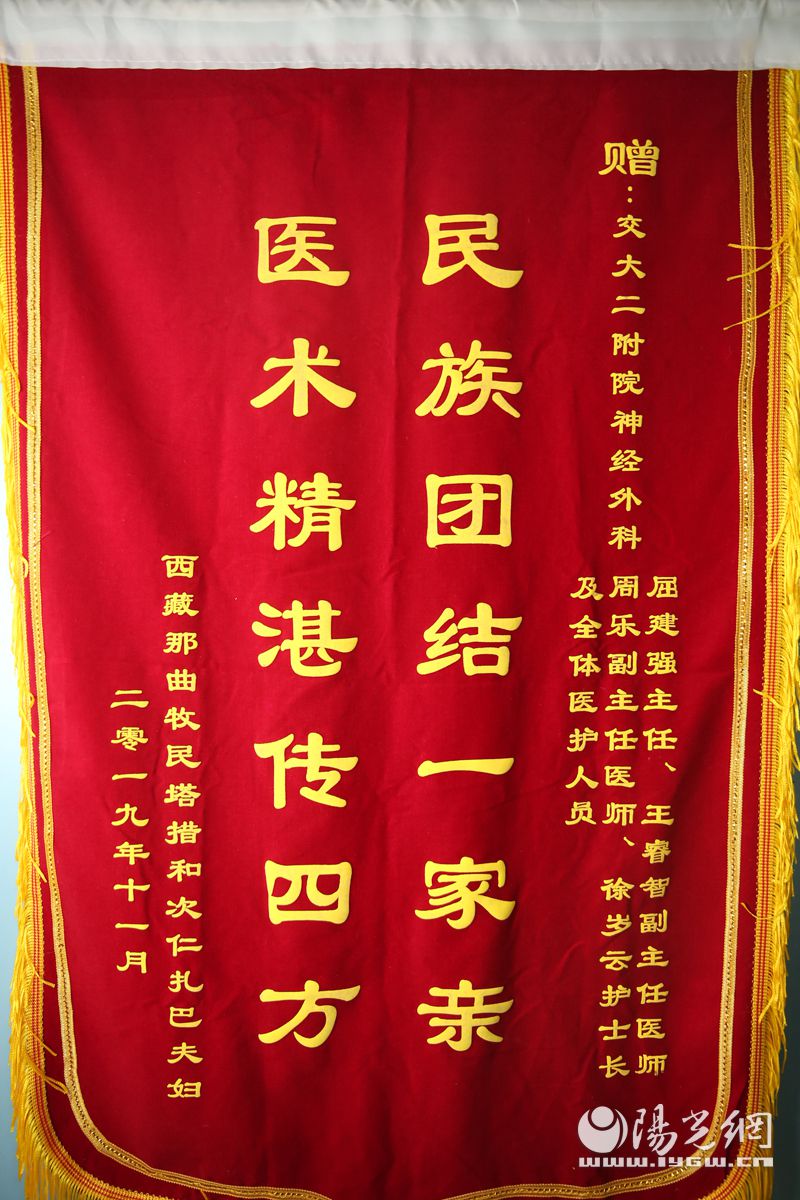 赠：交大二附院神经外科
屈建强主任、王睿智副主任医师
周乐副主任医师、徐岁云护士长
及全体医护人员
民族团结一家亲
医术精湛传四方
西藏那曲牧民塔措和次仁扎巴夫妇
二零一九年十一月
陽光網
www.iygw.cn